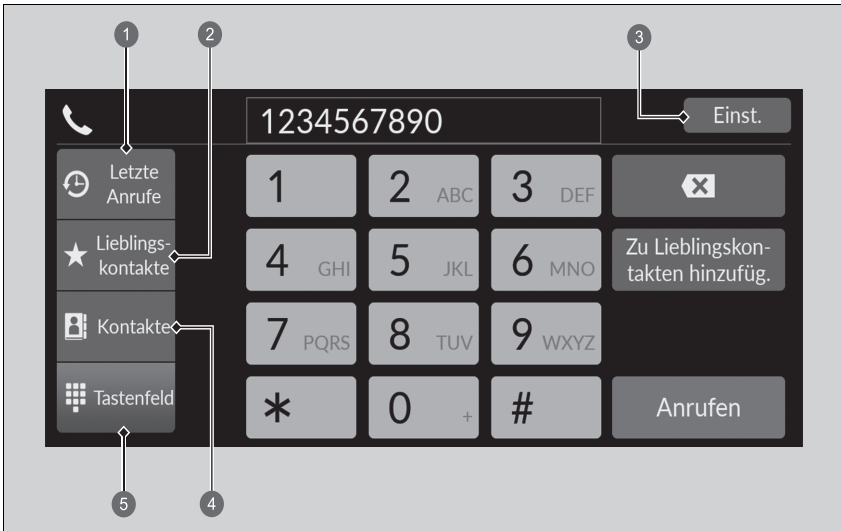 1 2 3
1234567890 Einst.
Letzte
Anrufe
Lieblings-
kontakte
Kontakte
Tastenfeld
1 2 ABC 3 DEF
4 GHI 5 JKL 6 MNO
7 PQRS 8 TUV 9 WXYZ
* 0 + #
Zu Lieblingskon-
takten hinzufüg.
Anrufen
5 4